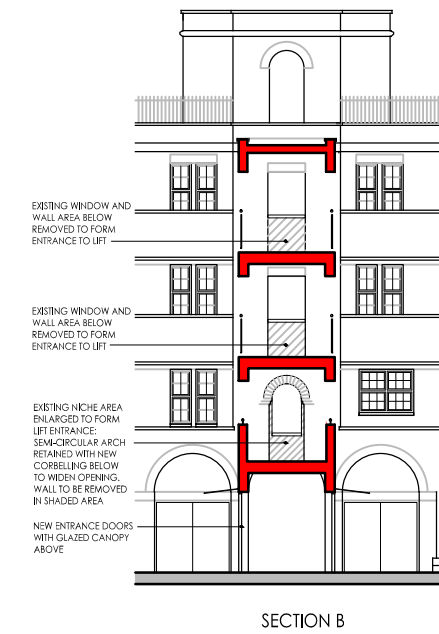 EXISTING WINDOW AND
WALL AREA BELOW
REMOVED TO FORM
ENTRANCE TO LIFT
EXISTING WINDOW AND
WALL AREA BELOW
REMOVED TO FORM
ENTRANCE TO LIFT
EXISTING NICHE AREA
ENLARGED TO FORM
LIFT ENTRANCE:
SEMI-CIRCULAR ARCH
RETAINED WITH NEW
CORBELLING BELOW
TO WIDEN OPENING.
WALL TO BE REMOVED
IN SHADED AREA
NEW ENTRANCE DOORS
WITH GLAZED CANOPY
ABOVE
SECTION B